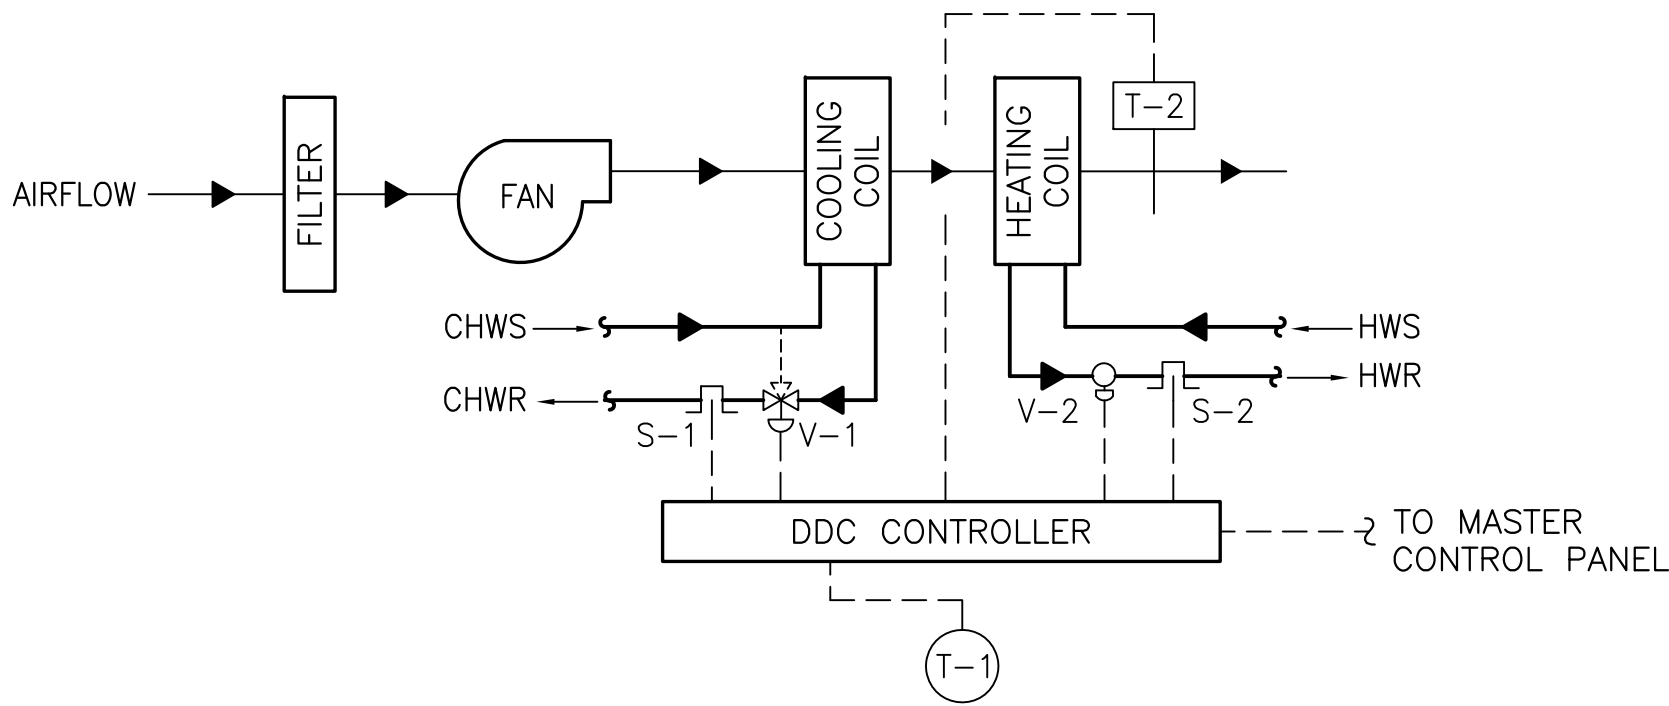 T-2
COOLING
COIL
HEATING
COIL
FILTER
AIRFLOW
FAN
CHWS
HWS
CHWR
HWR
S-1
V-1
V-2
S-2
DDC CONTROLLER
TO MASTER
CONTROL PANEL
T-1